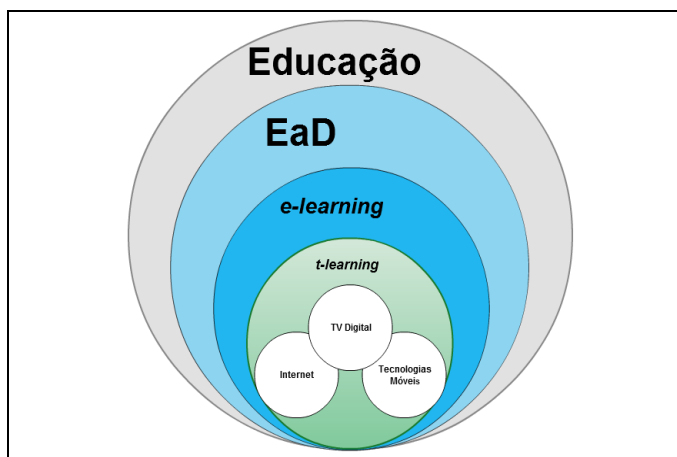 Educação
EaD
e-learning
t-learning
TV Digital
Internet
Tecnologias
Móveis